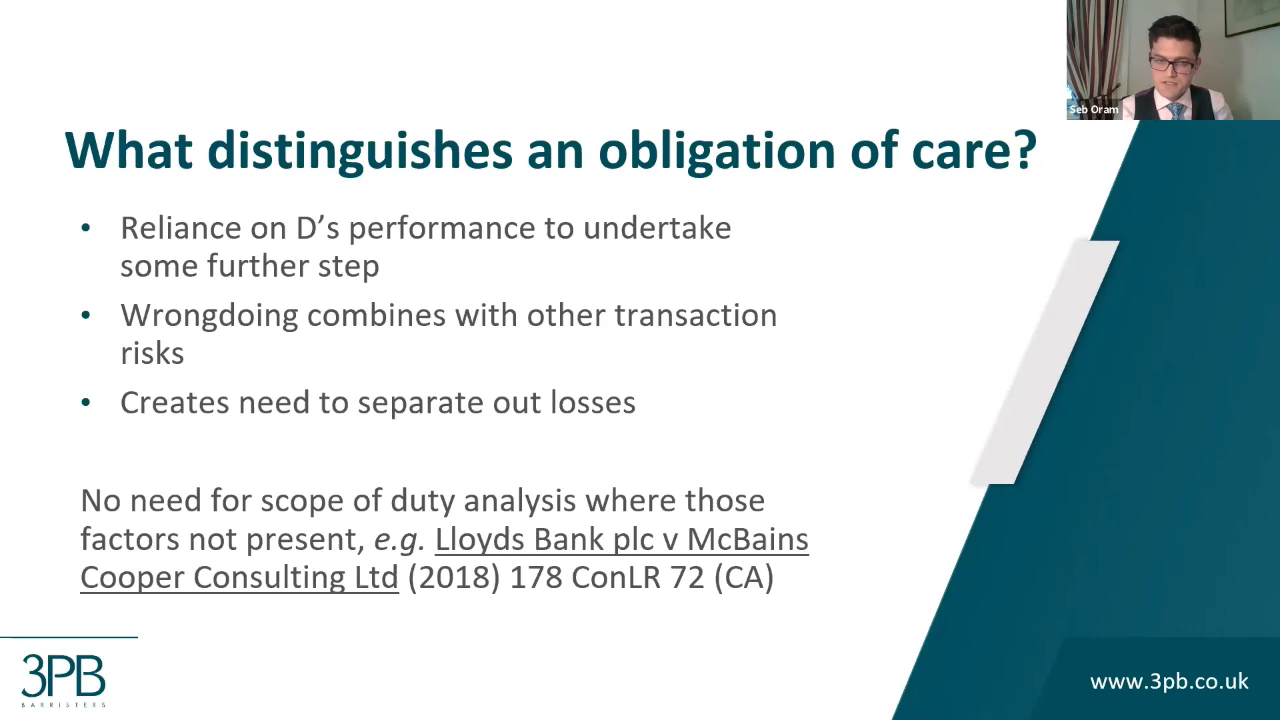 Seb Oram
What distinguishes an obligation of care?
• Reliance on D’s performance to undertake
some further step
• Wrongdoing combines with other transaction
risks
• Creates need to separate out losses
No need for scope of duty analysis where those
factors not present, e.g. Lloyds Bank plc v McBains
Cooper Consulting Ltd (2018) 178 ConLR 72 (CA)
3PB
BARRISTERS
www.3pb.co.uk